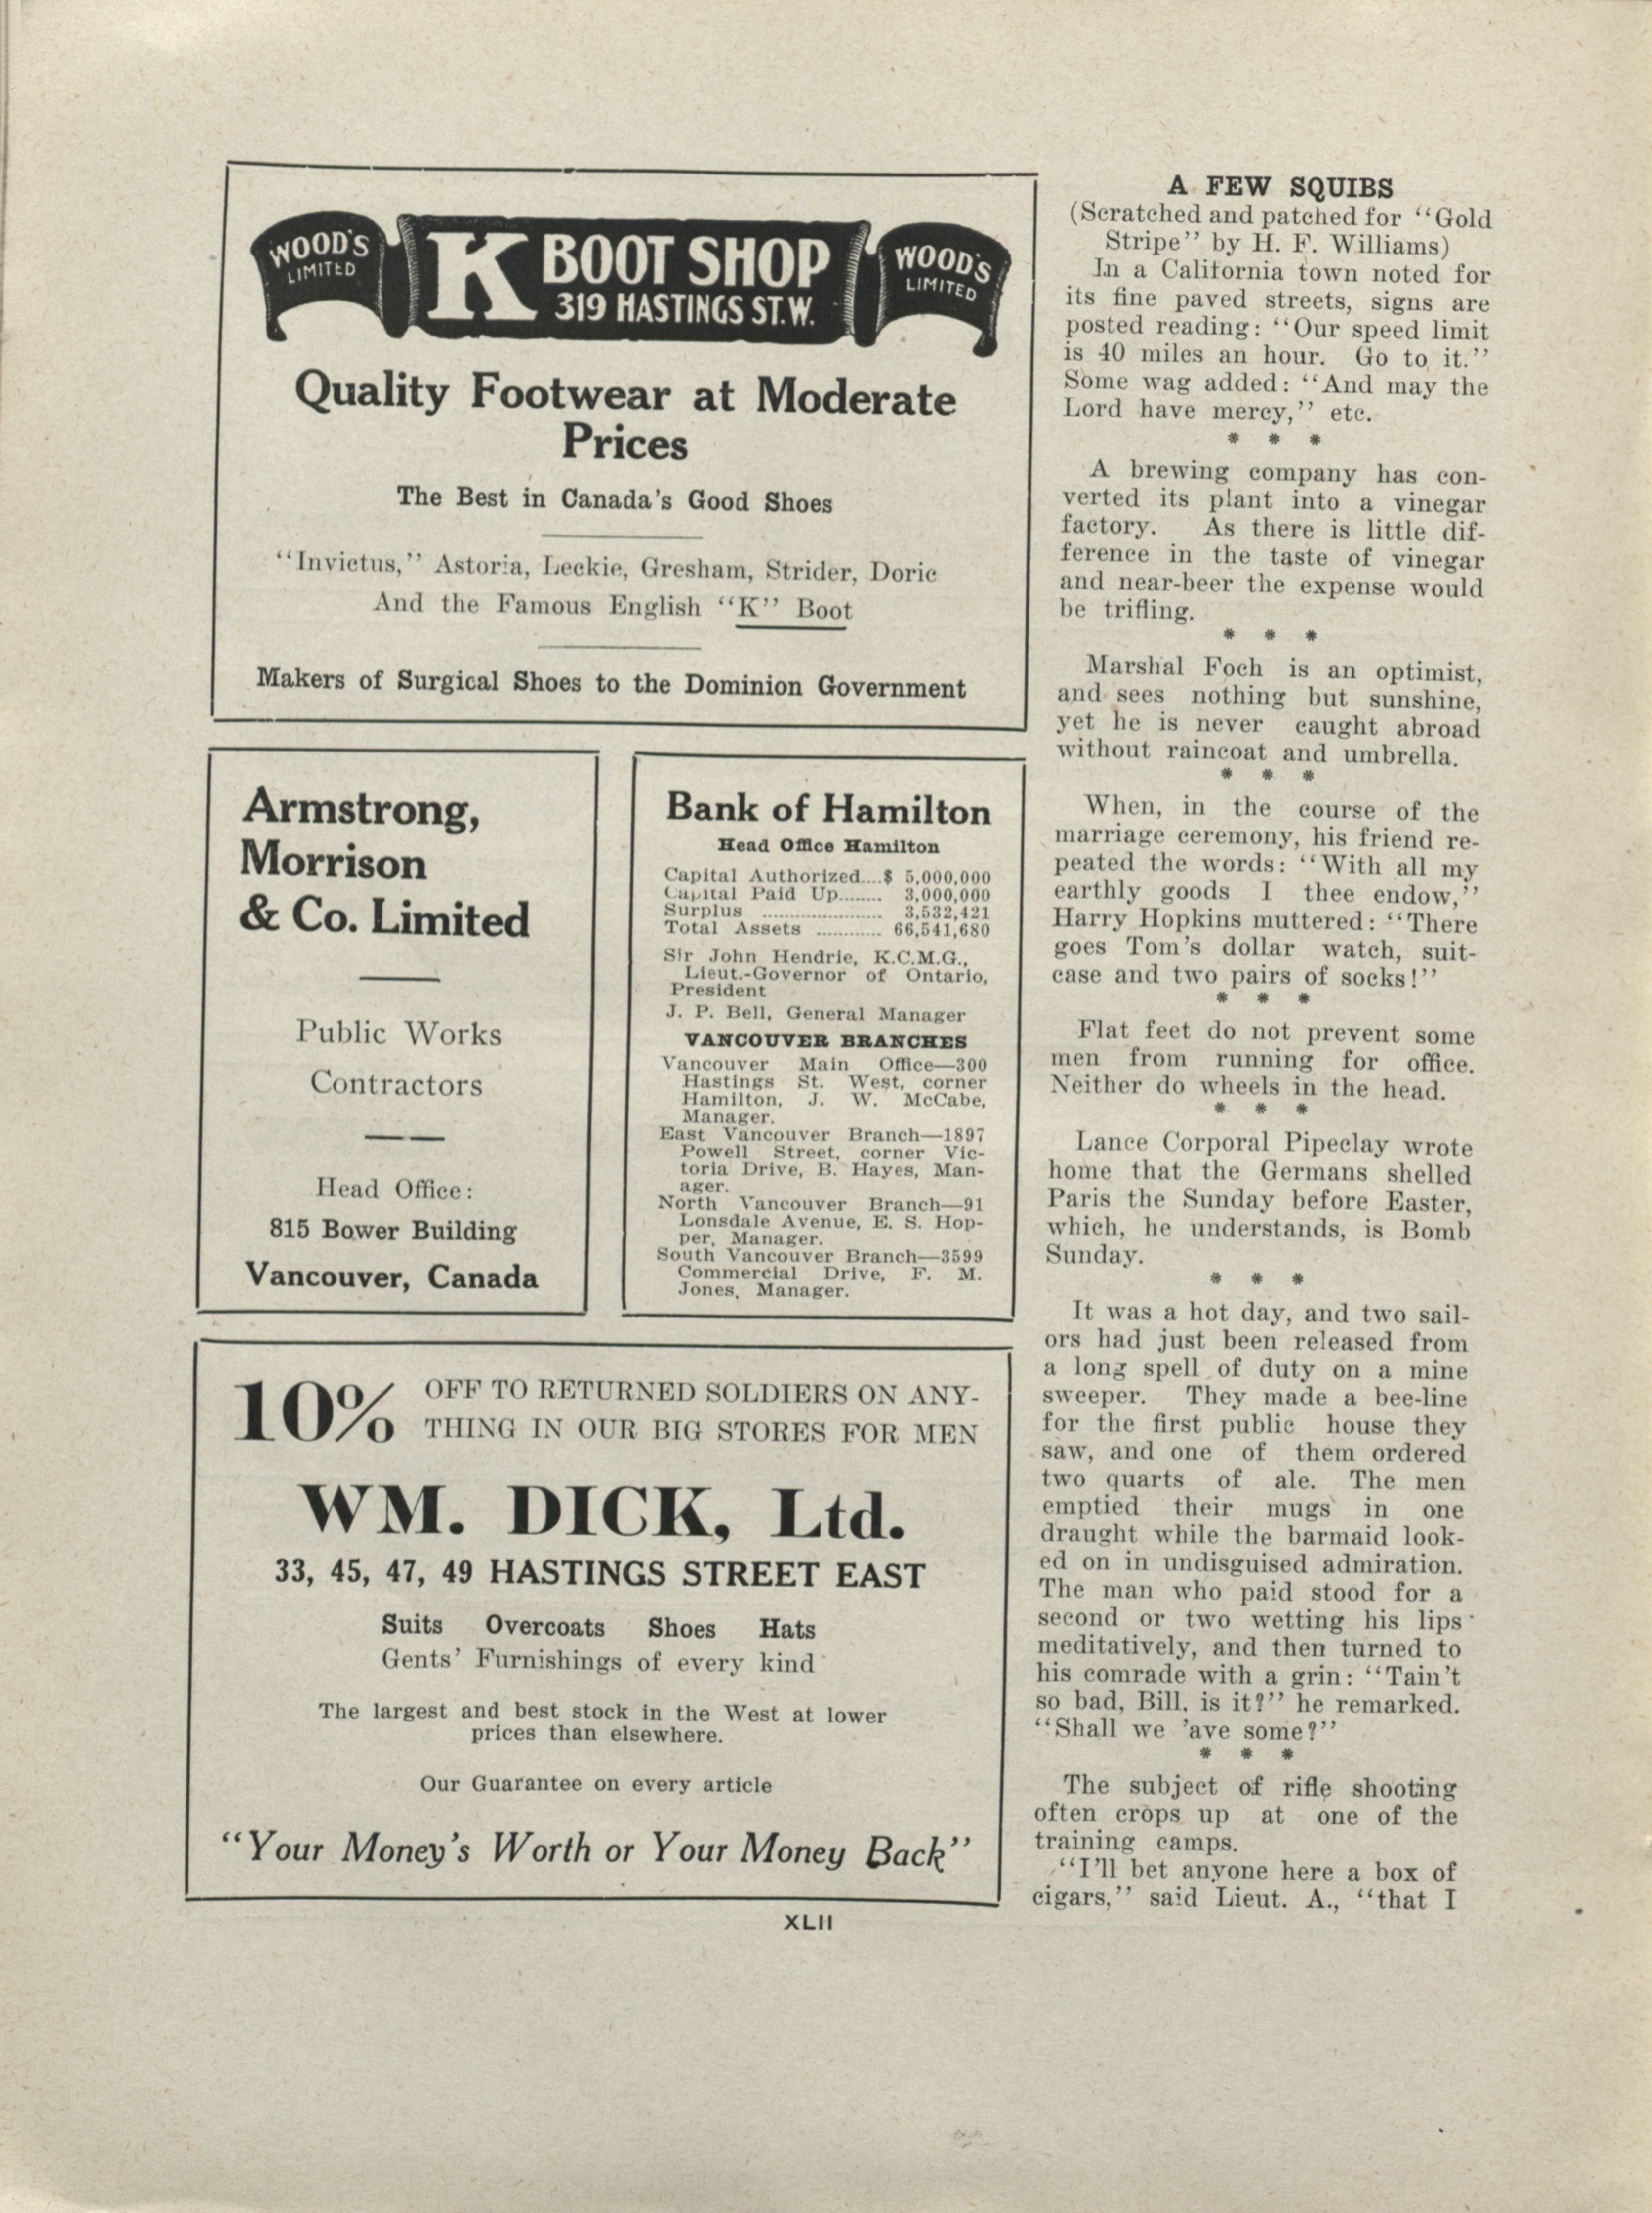 WOOD'S
LIMITED
K BOOT SHOP
319 HASTINGS ST. W.
WOOD'S
LIMITED
Quality Footwear at Moderate
Prices
The Best in Canada's Good Shoes
"Invictus," Astoria, Leckie, Gresham, Strider, Doric
And the Famous English "K" Boot
Makers of Surgical Shoes to the Dominion Government
Armstrong,
Morrison
& Co. Limited
Public Works
Contractors
Head Office:
815 Bower Building
Vancouver, Canada
Bank of Hamilton
Head Office Hamilton
Capital Authorized....$ 5,000,000
Capital Paid Up........ 3,000,000
Surplus ........................ 3,532,421
Total Assets ............ 66,541,680
Sir John Hendrie, K.C.M.G.,
Lieut.-Governor of Ontario,
President
J. P. Bell, General Manager
VANCOUVER BRANCHES
Vancouver Main Office—300
Hastings St. West, corner
Hamilton, J. W. McCabe,
Manager.
East Vancouver Branch—1897
Powell Street, corner Vic-
toria Drive, B. Hayes, Man-
ager.
North Vancouver Branch—91
Lonsdale Avenue, E. S. Hop-
per, Manager.
South Vancouver Branch—3599
Commercial Drive, F. M.
Jones, Manager.
10% OFF TO RETURNED SOLDIERS ON ANY-
THING IN OUR BIG STORES FOR MEN
WM. DICK, Ltd.
33, 45, 47, 49 HASTINGS STREET EAST
Suits Overcoats Shoes Hats
Gents' Furnishings of every kind
The largest and best stock in the West at lower
prices than elsewhere.
Our Guarantee on every article
"Your Money's Worth or Your Money Back"
A FEW SQUIBS
(Scratched and patched for "Gold
Stripe" by H. F. Williams)
In a California town noted for
its fine paved streets, signs are
posted reading: "Our speed limit
is 40 miles an hour. Go to it."
Some wag added: "And may the
Lord have mercy," etc.
* * *
A brewing company has con-
verted its plant into a vinegar
factory. As there is little dif-
ference in the taste of vinegar
and near-beer the expense would
be trifling.
* * *
Marshal Foch is an optimist,
and sees nothing but sunshine,
yet he is never caught abroad
without raincoat and umbrella.
* * *
When, in the course of the
marriage ceremony, his friend re-
peated the words: "With all my
earthly goods I thee endow,"
Harry Hopkins muttered: "There
goes Tom's dollar watch, suit-
case and two pairs of socks!"
* * *
Flat feet do not prevent some
men from running for office.
Neither do wheels in the head.
* * *
Lance Corporal Pipeclay wrote
home that the Germans shelled
Paris the Sunday before Easter,
which, he understands, is Bomb
Sunday.
* * *
It was a hot day, and two sail-
ors had just been released from
a long spell of duty on a mine
sweeper. They made a bee-line
for the first public house they
saw, and one of them ordered
two quarts of ale. The men
emptied their mugs in one
draught while the barmaid look-
ed on in undisguised admiration.
The man who paid stood for a
second or two wetting his lips
meditatively, and then turned to
his comrade with a grin: "Tain't
so bad, Bill, is it?" he remarked.
"Shall we 'ave some?"
* * *
The subject of rifle shooting
often crops up at one of the
training camps.
"I'll bet anyone here a box of
cigars," said Lieut. A., "that I
XLII